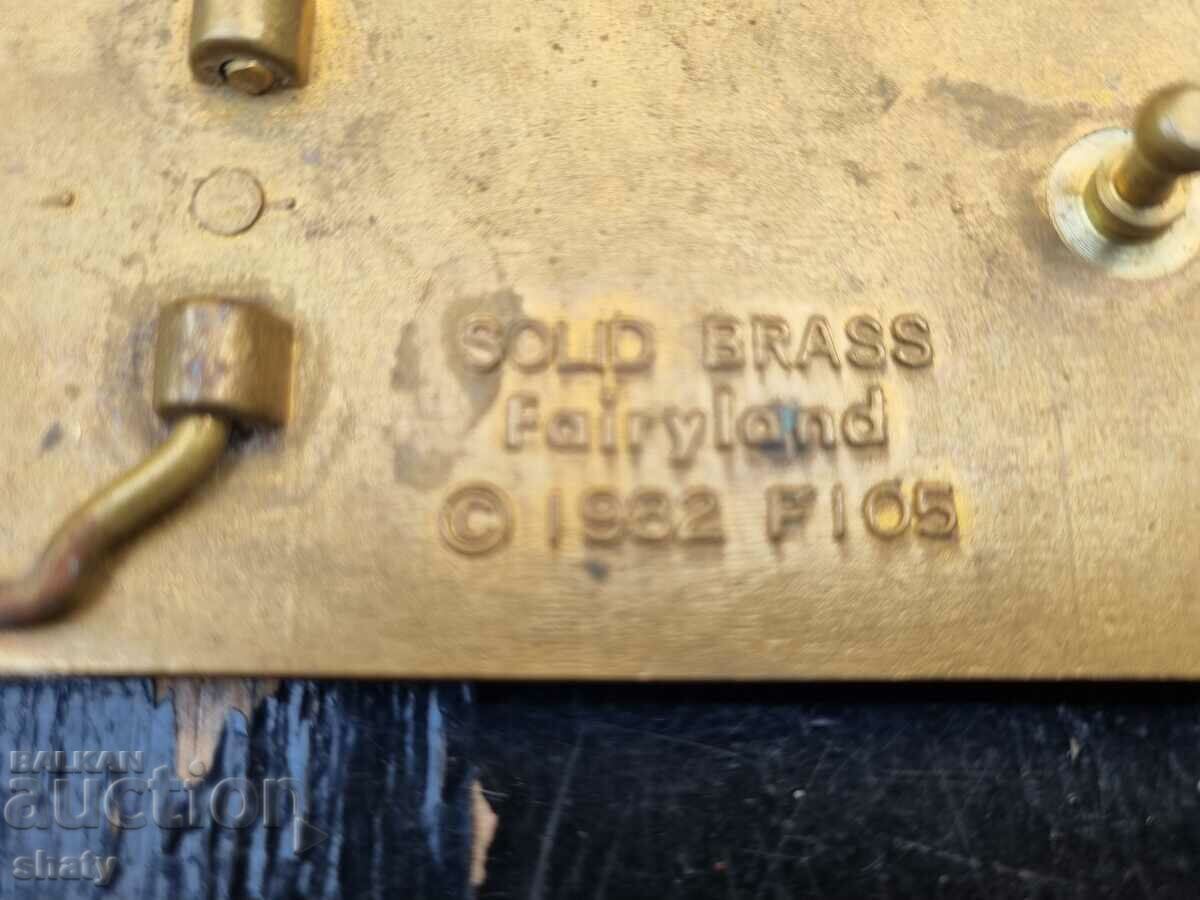 SOLID BRASS
Fairyland
© 1982 F105
BALKAN
auction
shaty